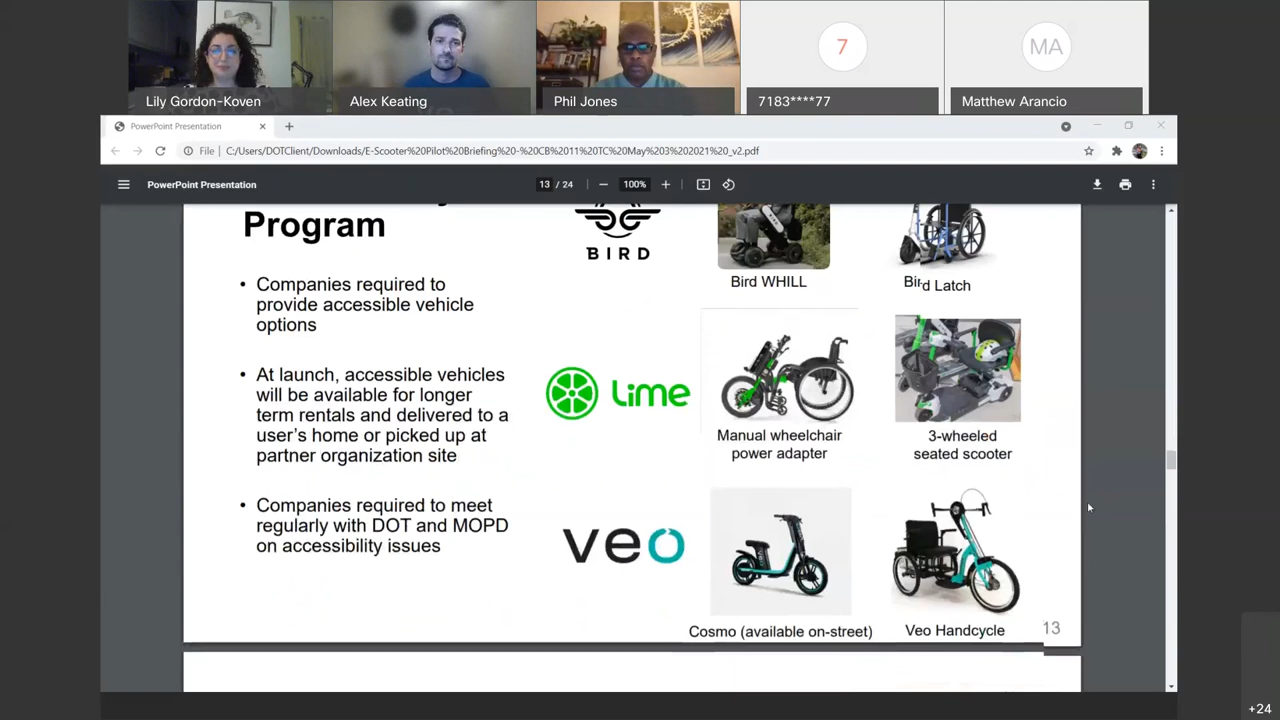 7
MA
Lily Gordon-Koven
Alex Keating
Phil Jones
7183****77
Matthew Arancio
PowerPoint Presentation
File
C:/Users/DOTClient/Downloads/E-Scooter%20Pilot%20Briefing%20-%20CB%2011%20TC%20May%203%202021%20_v2.pdf
PowerPoint Presentation
13 / 24
100%
Program
• Companies required to
provide accessible vehicle
options
• At launch, accessible vehicles
will be available for longer
term rentals and delivered to a
user's home or picked up at
partner organization site
• Companies required to meet
regularly with DOT and MOPD
on accessibility issues
BIRD
Bird WHILL
Bird Latch
Lime
Manual wheelchair
power adapter
3-wheeled
seated scooter
veo
Cosmo (available on-street)
Veo Handcycle
13
+24